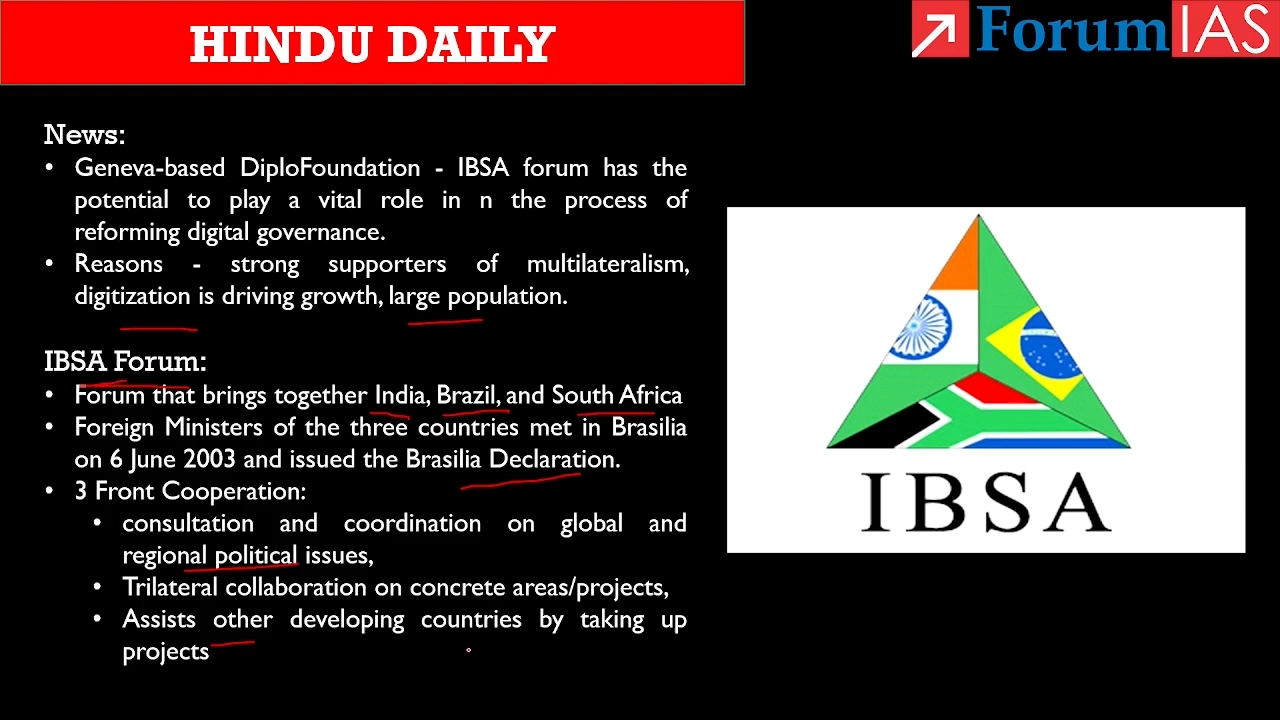 HINDU DAILY
ForumIAS
News:
• Geneva-based DiploFoundation - IBSA forum has the
potential to play a vital role in n the process of
reforming digital governance.
• Reasons - strong supporters of multilateralism,
digitization is driving growth, large population.
IBSA Forum:
• Forum that brings together India, Brazil, and South Africa
• Foreign Ministers of the three countries met in Brasilia
on 6 June 2003 and issued the Brasilia Declaration.
• 3 Front Cooperation:
• consultation and coordination on global and
regional political issues,
• Trilateral collaboration on concrete areas/projects,
• Assists other developing countries by taking up
projects
IBSA